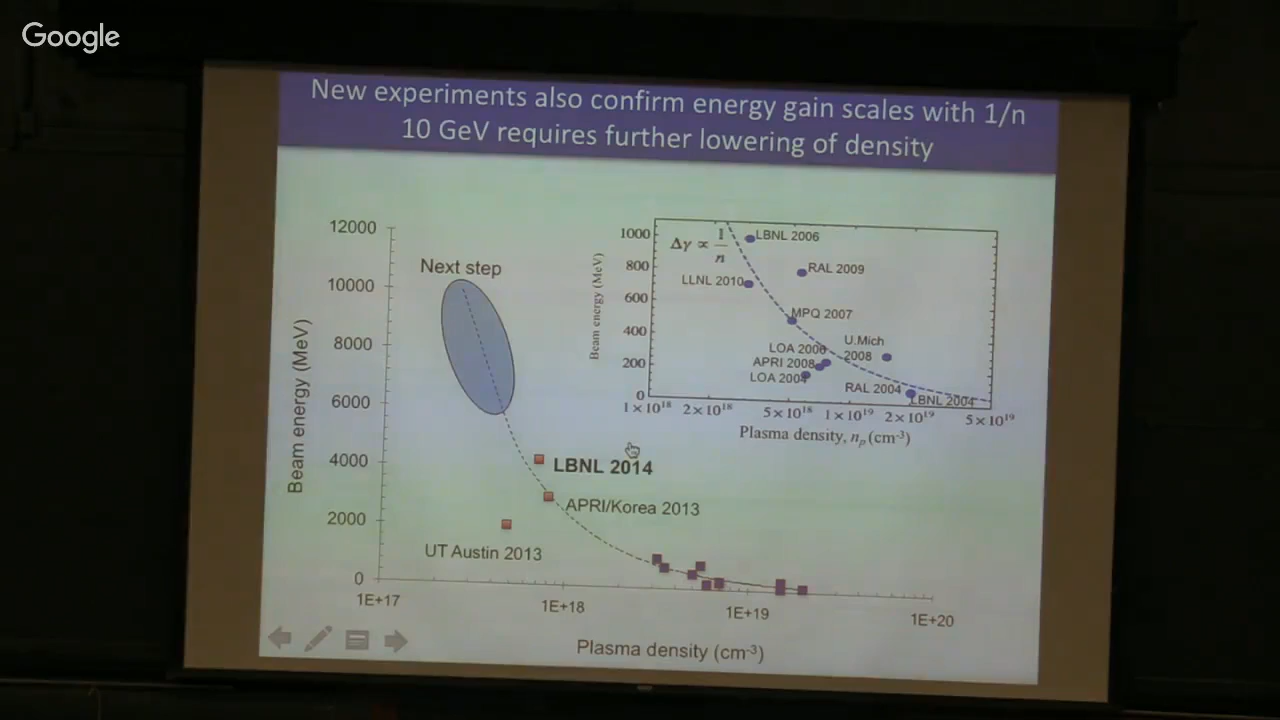 Google
New experiments also confirm energy gain scales with 1/n
10 GeV requires further lowering of density
12000
10000
8000
6000
4000
2000
0
Beam energy (MeV)
Next step
LBNL 2014
APRI/Korea 2013
UT Austin 2013
1E+17
1E+18
1E+19
1E+20
Plasma density (cm-3)
1000
800
600
400
200
0
Beam energy (MeV)
Δγ ∝ 1/n
LBNL 2006
RAL 2009
LLNL 2010
MPQ 2007
U.Mich
2008
LOA 2006
APRI 2008
LOA 2004
RAL 2004
LBNL 2004
1×10¹⁸
2×10¹⁸
5×10¹⁸
1×10¹⁹
2×10¹⁹
5×10¹⁹
Plasma density, np (cm-3)